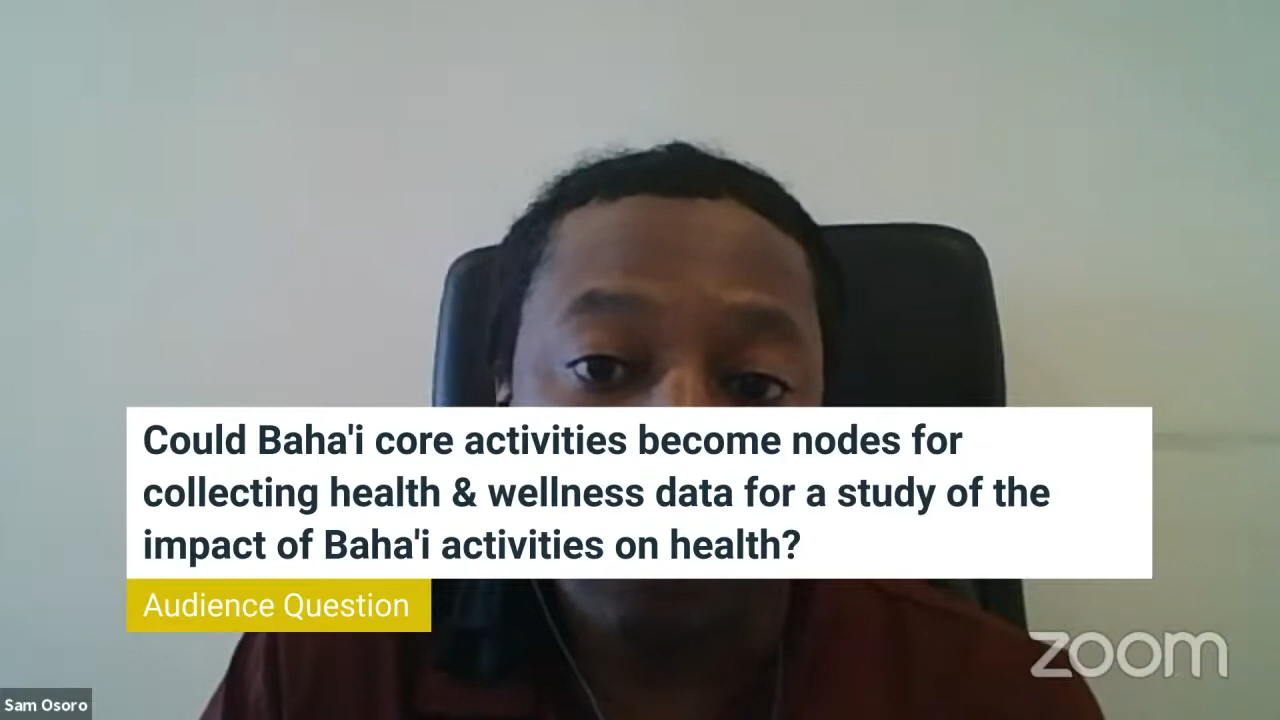 Could Baha'i core activities become nodes for
collecting health & wellness data for a study of the
impact of Baha'i activities on health?
Audience Question
zoom
Sam Osoro